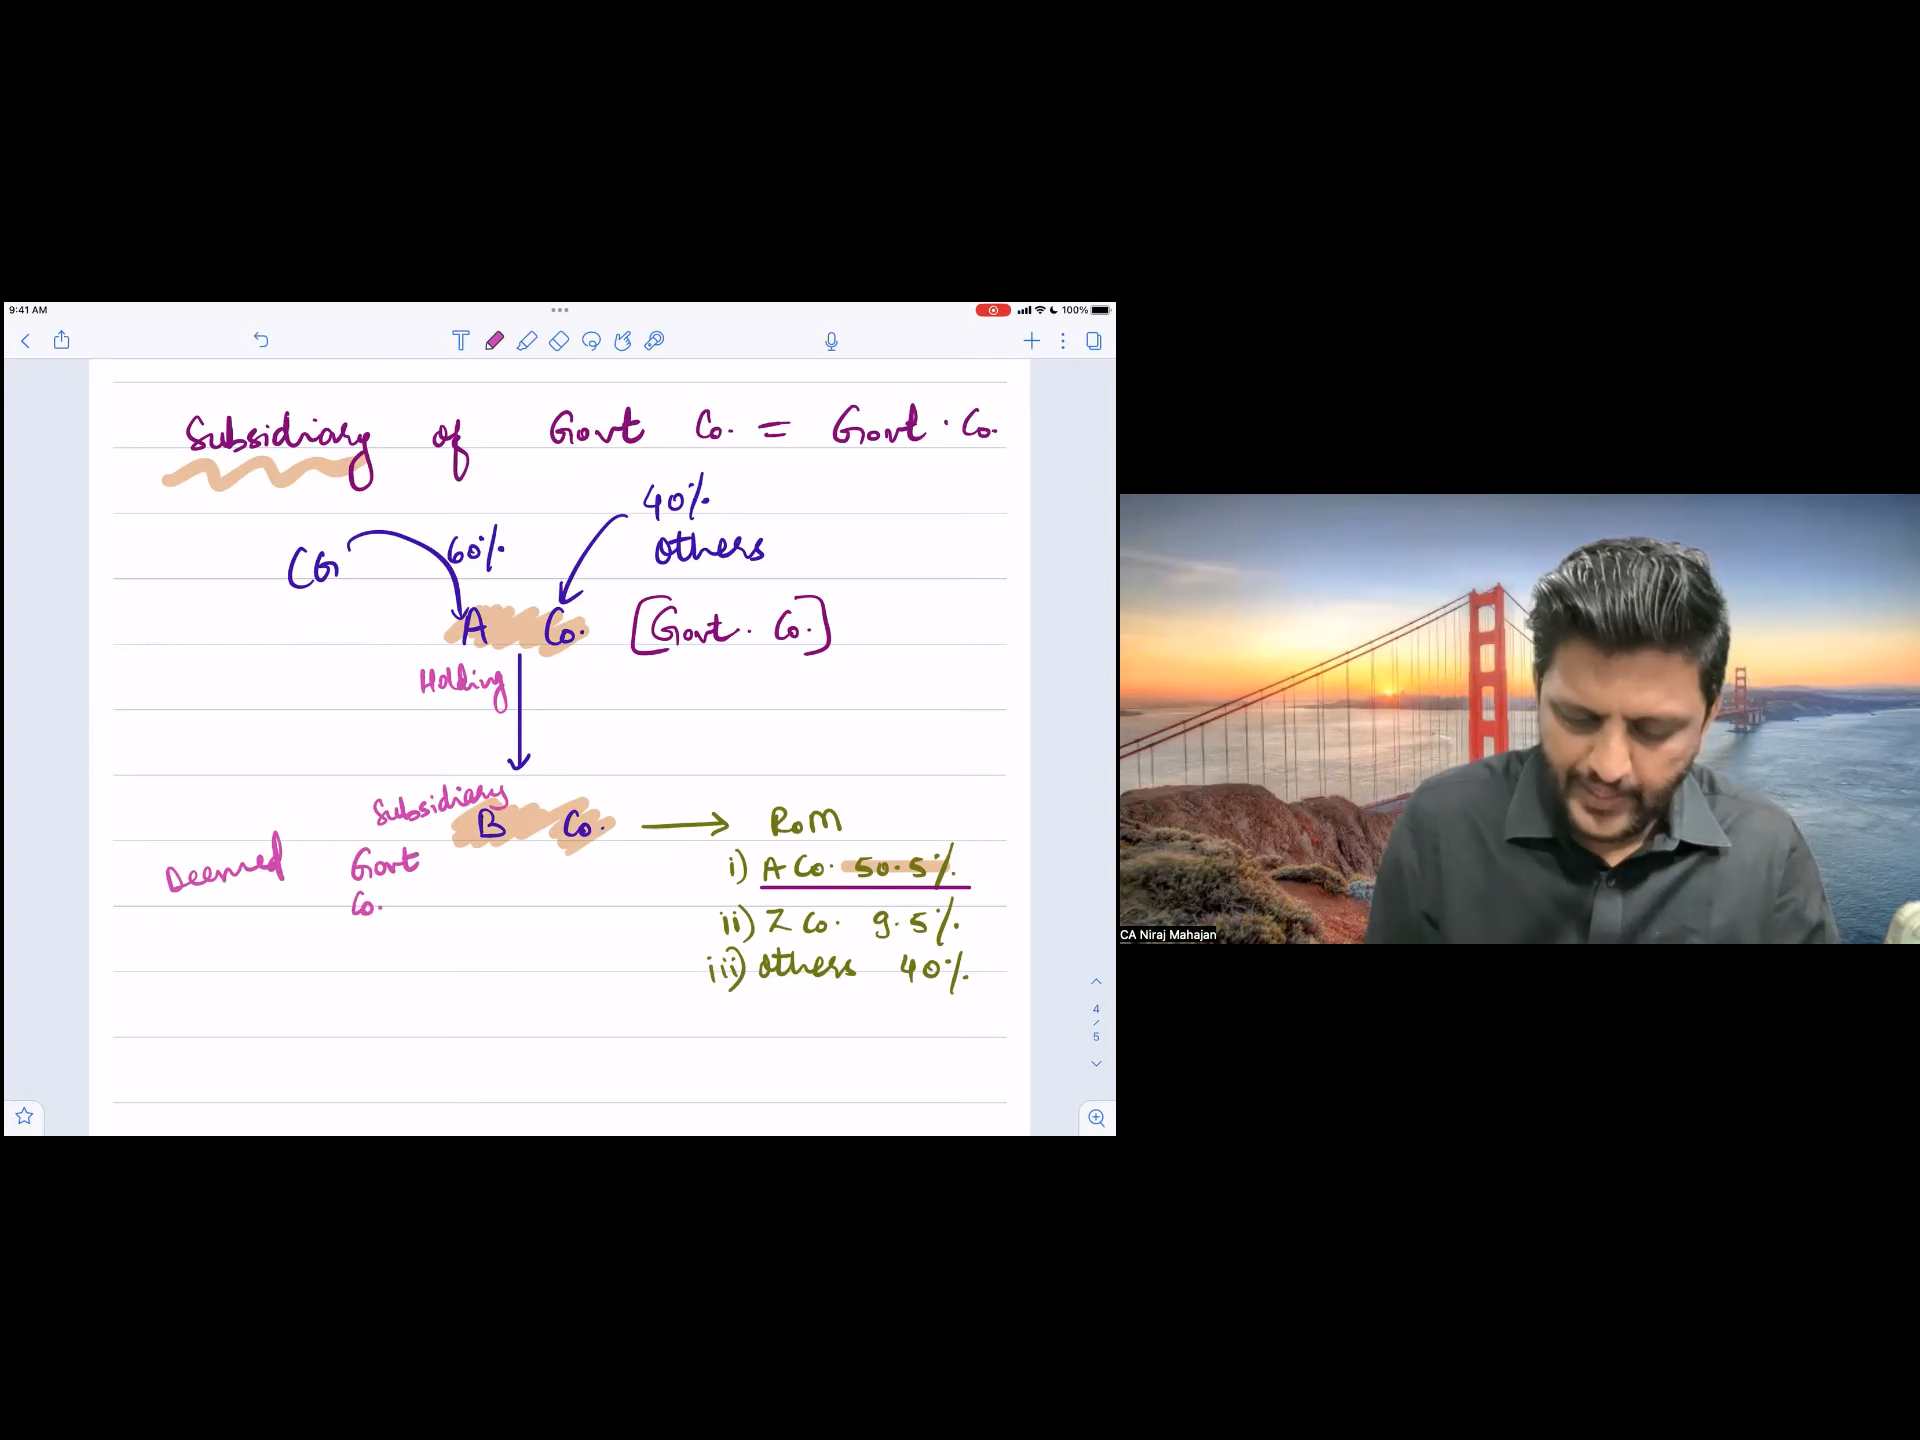 9:41 AM
100%
Subsidiary of Govt Co. = Govt. Co.
40%
CG 60% others
A Co. [Govt. Co.]
Holding
Subsidiary
B Co. → RoM
Deemed Govt Co.
i) A Co. 50.5%
ii) Z Co. 9.5%
iii) others 40%
4
/
5
CA Niraj Mahajan